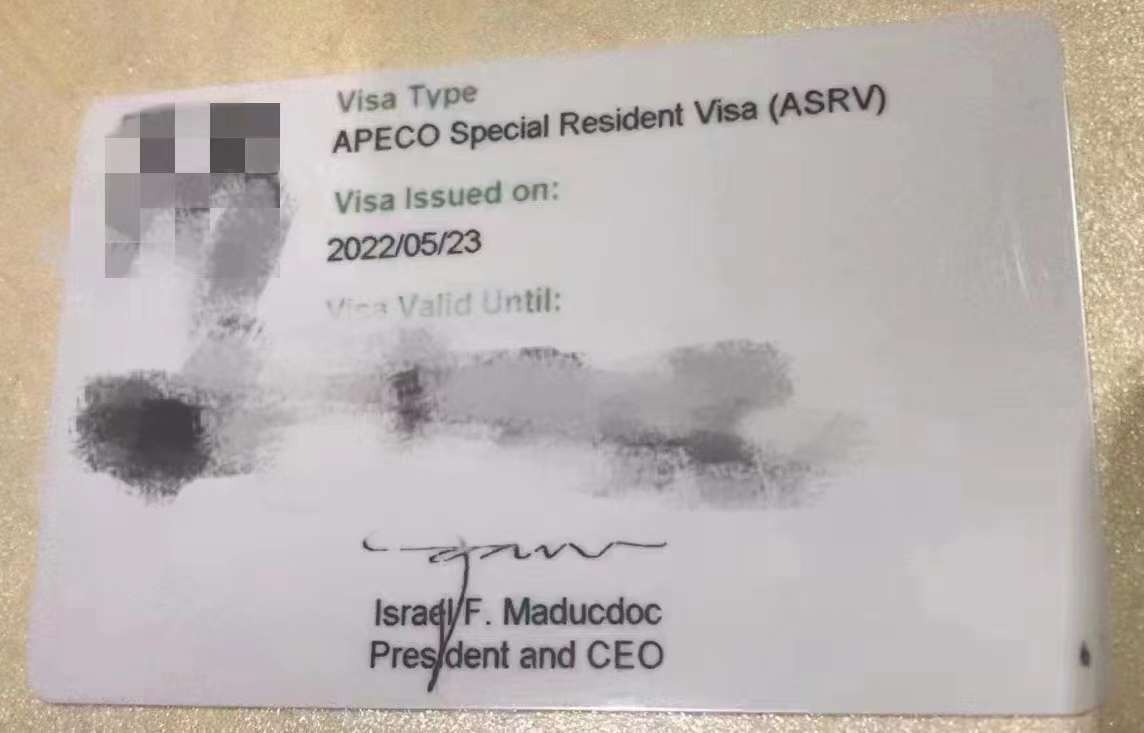 Visa Type
APECO Special Resident Visa (ASRV)
Visa Issued on:
2022/05/23
Visa Valid Until:
Israel F. Maducdoc
President and CEO